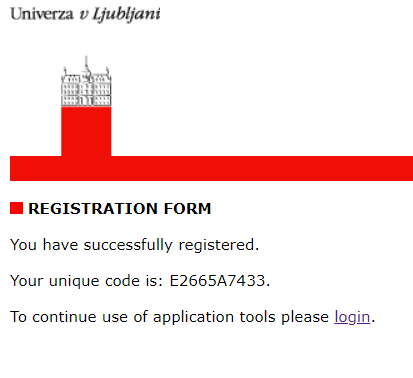 Univerza v Ljubljani
REGISTRATION FORM
You have successfully registered.
Your unique code is: E2665A7433.
To continue use of application tools please login.